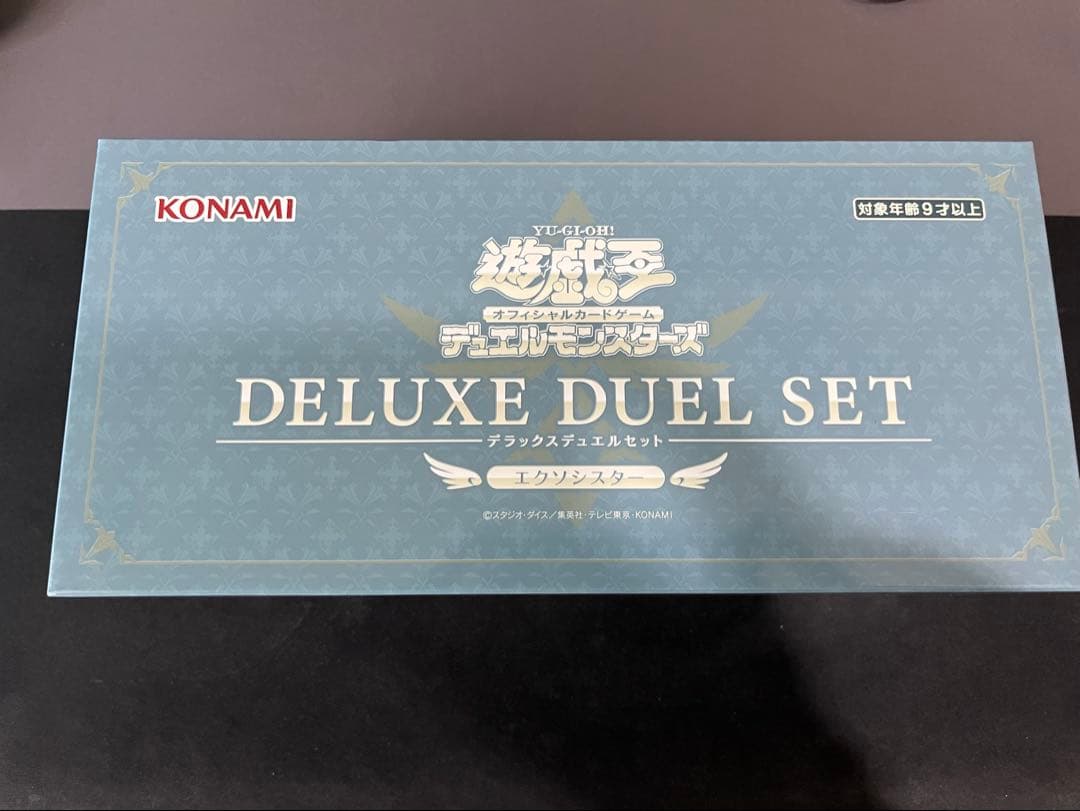 KONAMI
対象年齢9才以上
YU-GI-OH!
遊戯王
オフィシャルカードゲーム
デュエルモンスターズ
DELUXE DUEL SET
デラックスデュエルセット
エクソシスター
©スタジオ・ダイス/集英社・テレビ東京・KONAMI